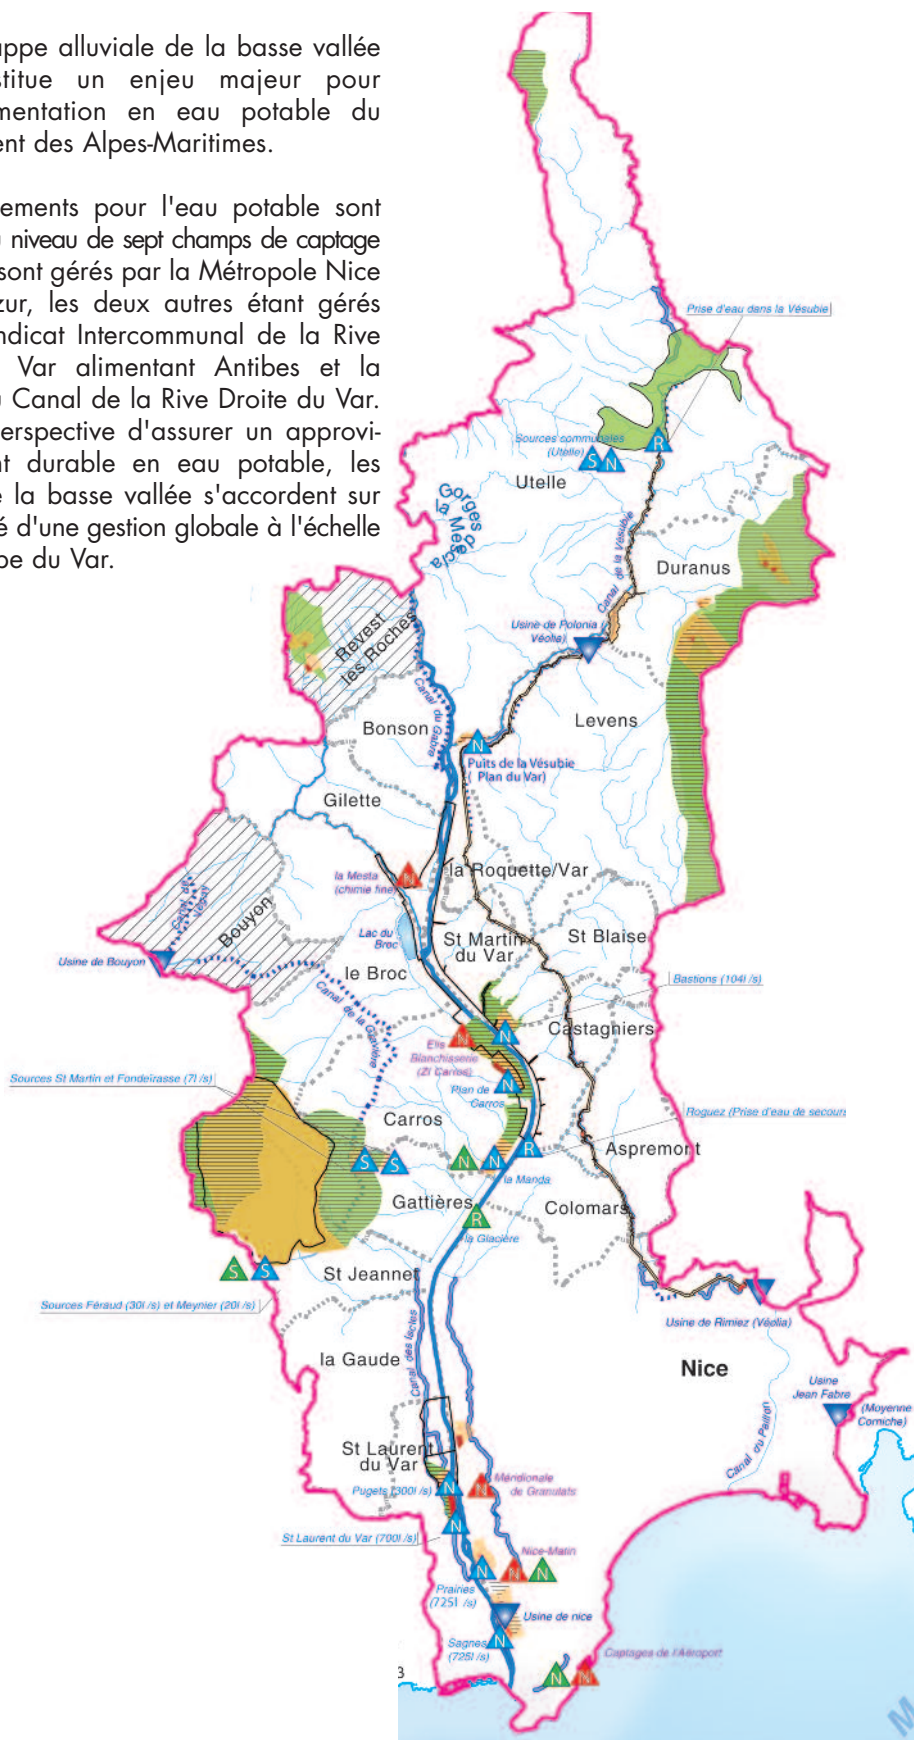 appe alluviale de la basse vallée
stitue un enjeu majeur pour
mentation en eau potable du
ent des Alpes-Maritimes.
ements pour l'eau potable sont
u niveau de sept champs de captage
sont gérés par la Métropole Nice
zur, les deux autres étant gérés
ndicat Intercommunal de la Rive
Var alimentant Antibes et la
u Canal de la Rive Droite du Var.
erspective d'assurer un approvi-
nt durable en eau potable, les
e la basse vallée s'accordent sur
é d'une gestion globale à l'échelle
pe du Var.
Prise d'eau dans la Vésubie
R
Sources communales
(Utelle)
S N
Utelle
Gorges de
la Mescla
Canal de la Vésubie
Duranus
Revest
les Roches
Usine de Polonia (
Véolia)
Canal du Gabre
Bonson
Levens
N
Puits de la Vésubie
( Plan du Var)
Gilette
la Mesta
(chimie fine)
N
la Roquette/Var
Canal de
Végay
Bouyon
Lac du
Broc
St Martin
du Var
St Blaise
Usine de Bouyon
le Broc
Canal de la Gravière
Bastions (104l /s)
Castagniers
Elis
Blanchisserie
(ZI Carros)
N
N
Sources St Martin et Fondeirasse (7l /s)
Plan de
Carros
N
Roguez (Prise d'eau de secours
Carros
Aspremont
S S
N N R
la Manda
Gattières
Colomars
R
la Glacière
S S
St Jeannet
Sources Féraud (30l /s) et Meynier (20l /s)
Usine de Rimiez (Véolia)
Canal des Iscles
la Gaude
Nice
Usine
Jean Fabre
(Moyenne
Corniche)
Canal du Paillon
St Laurent
du Var
Pugets (300l /s)
N
N
Méridionale
de Granulats
St Laurent du Var (700l /s)
N
Nice-Matin
N N N
Prairies
(725l /s)
Usine de nice
Sagnes
(725l /s)
N
Captages de l'Aéroport
N N
3
M